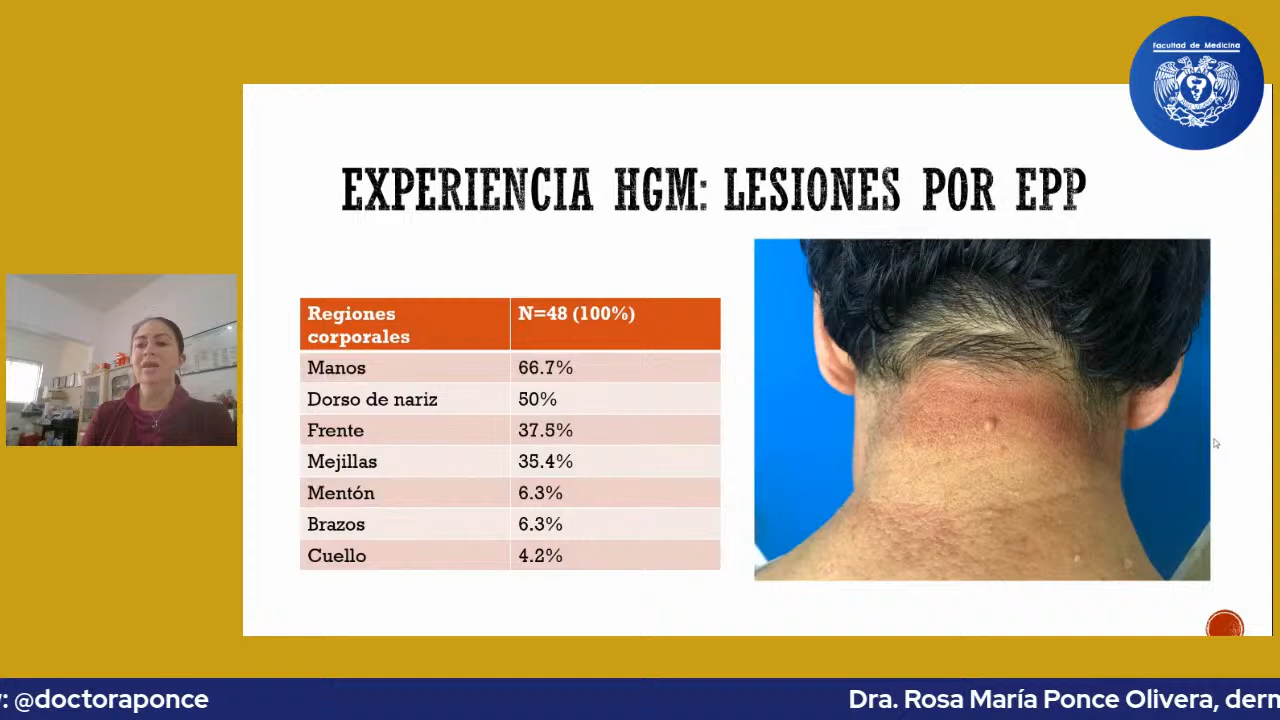 Facultad de Medicina
EXPERIENCIA HGM: LESIONES POR EPP
Regiones corporales N=48 (100%)
Manos 66.7%
Dorso de nariz 50%
Frente 37.5%
Mejillas 35.4%
Mentón 6.3%
Brazos 6.3%
Cuello 4.2%
: @doctoraponce
Dra. Rosa María Ponce Olivera, derm